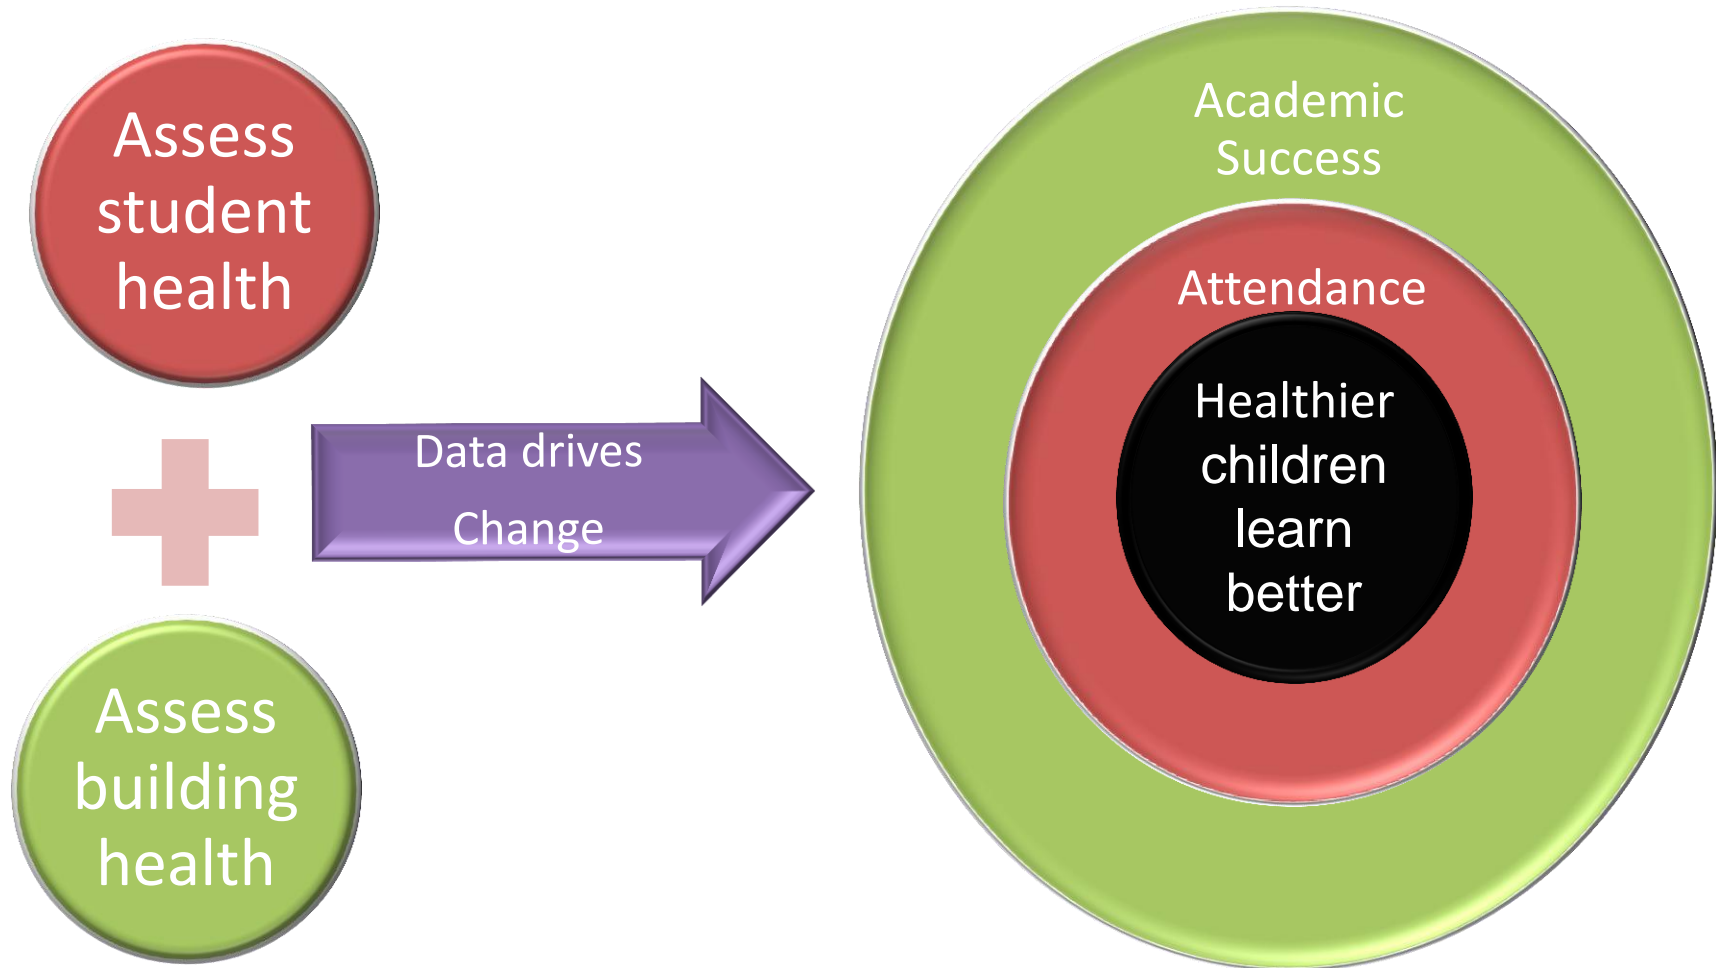 Assess
student
health
Assess
building
health
Data drives
Change
Academic
Success
Attendance
Healthier
children
learn
better